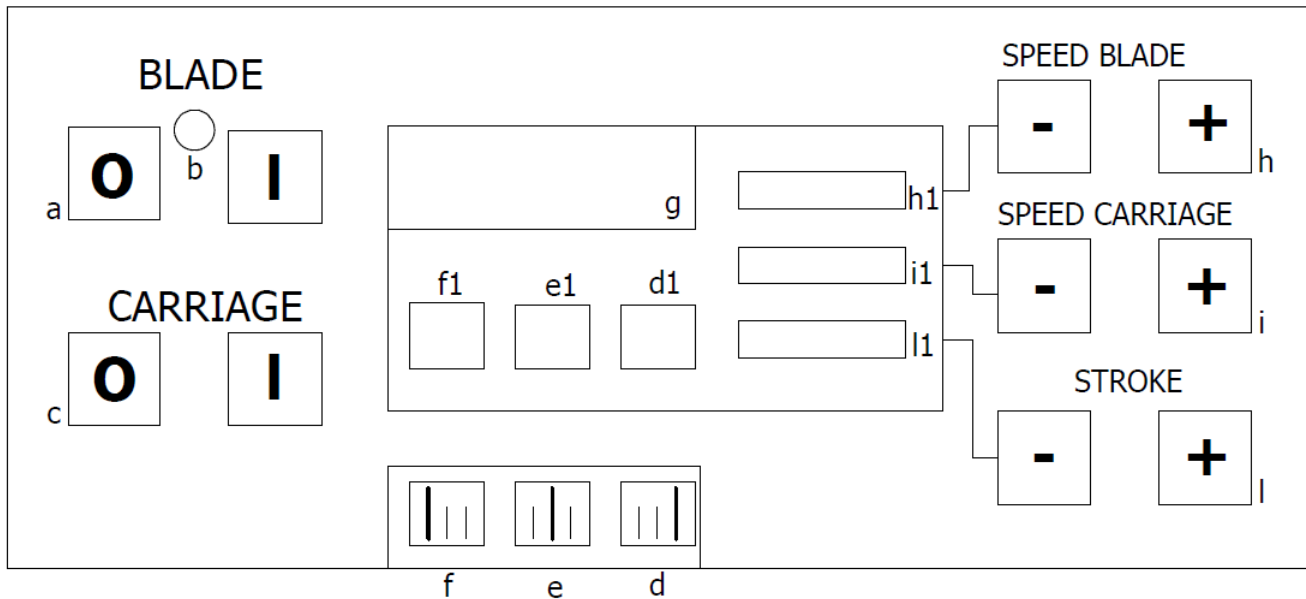 BLADE
O
I
a
b
CARRIAGE
O
I
c
g
f1
e1
d1
h1
i1
l1
f
e
d
SPEED BLADE
-
+
h
SPEED CARRIAGE
-
+
i
STROKE
-
+
l